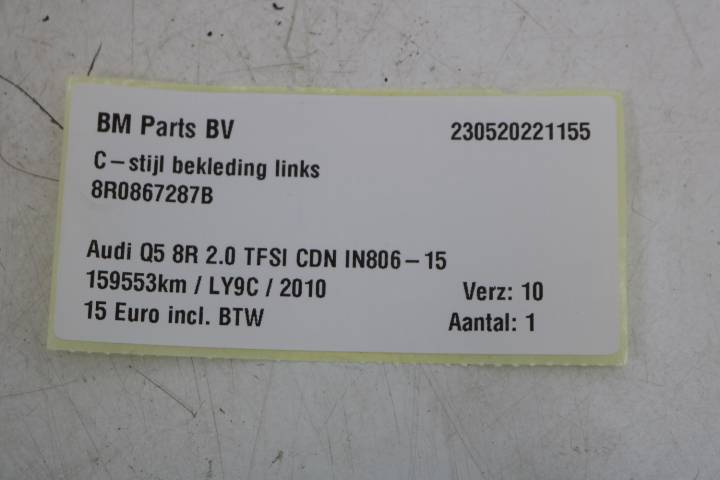 BM Parts BV 230520221155
C-stijl bekleding links
8R0867287B
Audi Q5 8R 2.0 TFSI CDN IN806-15
159553km / LY9C / 2010 Verz: 10
15 Euro incl. BTW Aantal: 1